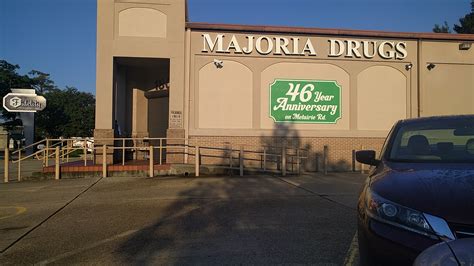 MAJORIA DRUGS
46 Year
Anniversary
on Metairie Rd.